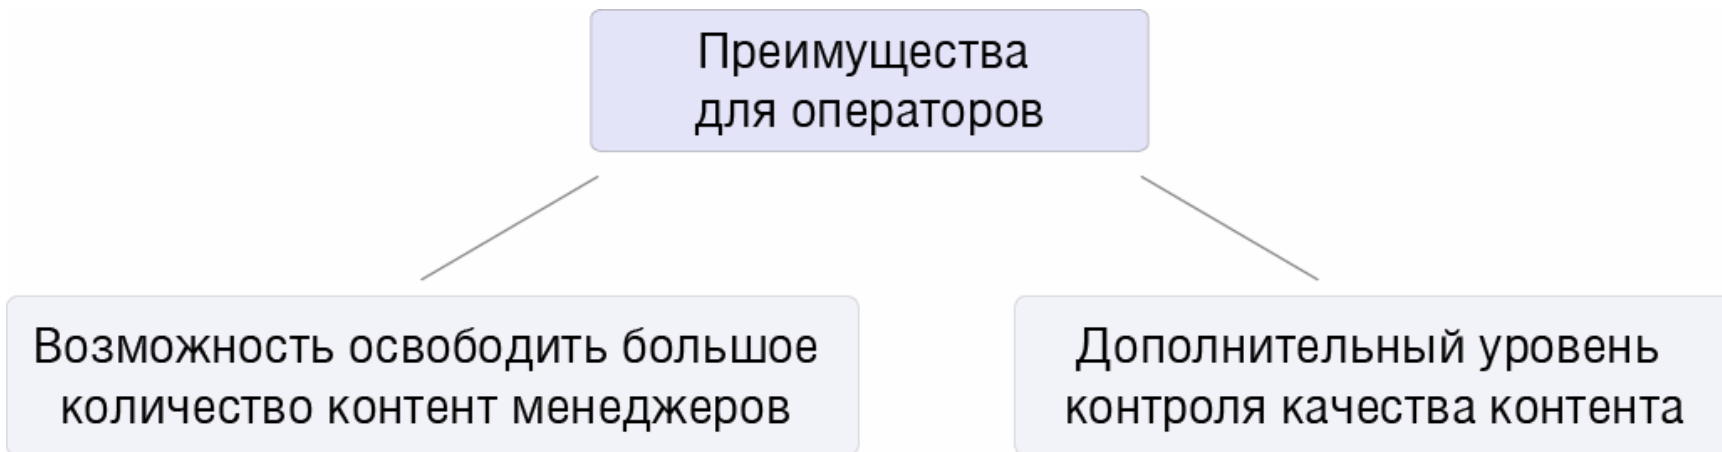 Преимущества
для операторов
Возможность освободить большое
количество контент менеджеров
Дополнительный уровень
контроля качества контента